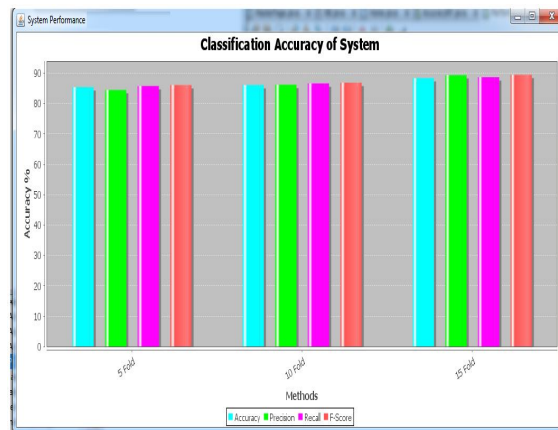 System Performance
Classification Accuracy of System
Accuracy %
90
80
70
60
50
40
30
20
10
0
5 Fold
10 Fold
15 Fold
Methods
Accuracy Precision Recall F-Score